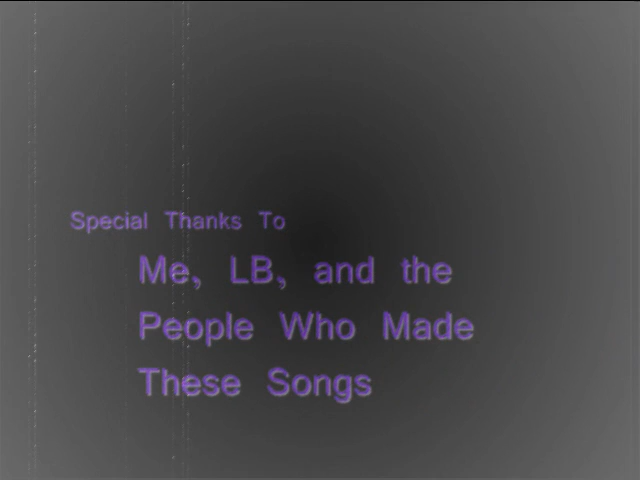 Special Thanks To
Me, LB, and the
People Who Made
These Songs